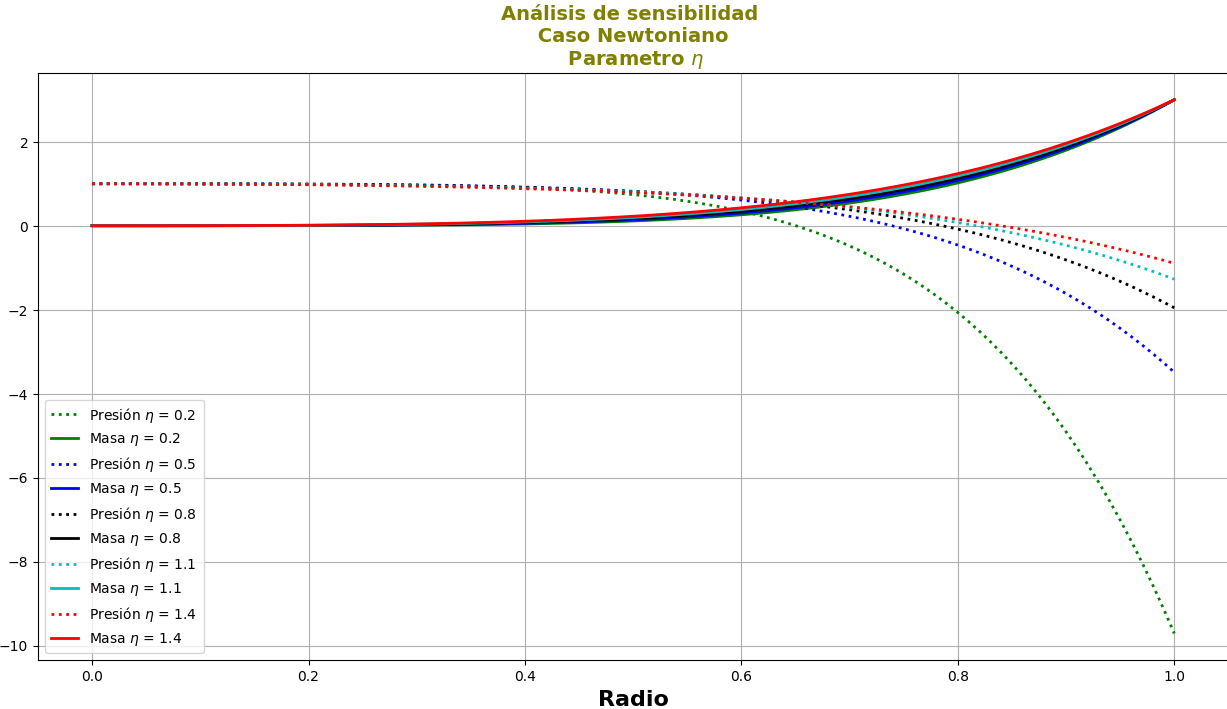 Análisis de sensibilidad
Caso Newtoniano
Parametro η
2
0
−2
−4
−6
−8
−10
Presión η = 0.2
Masa η = 0.2
Presión η = 0.5
Masa η = 0.5
Presión η = 0.8
Masa η = 0.8
Presión η = 1.1
Masa η = 1.1
Presión η = 1.4
Masa η = 1.4
0.0 0.2 0.4 0.6 0.8 1.0
Radio